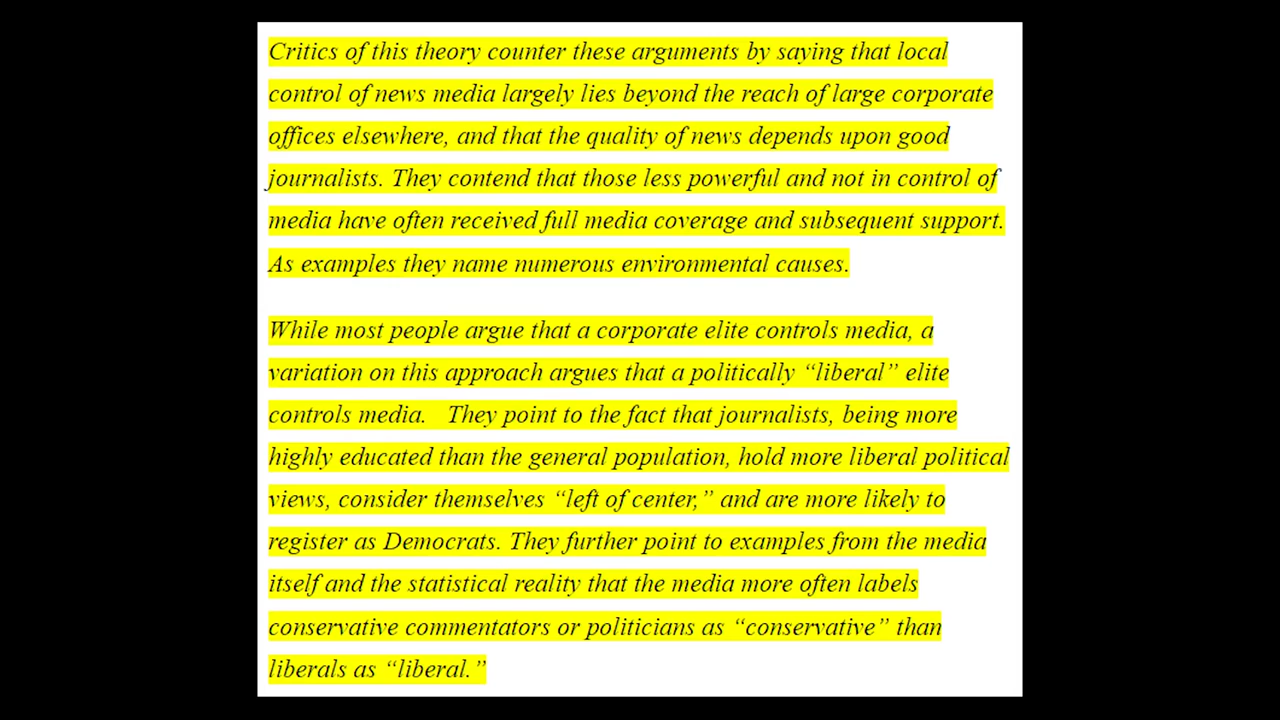 Critics of this theory counter these arguments by saying that local
control of news media largely lies beyond the reach of large corporate
offices elsewhere, and that the quality of news depends upon good
journalists. They contend that those less powerful and not in control of
media have often received full media coverage and subsequent support.
As examples they name numerous environmental causes.
While most people argue that a corporate elite controls media, a
variation on this approach argues that a politically “liberal” elite
controls media.   They point to the fact that journalists, being more
highly educated than the general population, hold more liberal political
views, consider themselves “left of center,” and are more likely to
register as Democrats. They further point to examples from the media
itself and the statistical reality that the media more often labels
conservative commentators or politicians as “conservative” than
liberals as “liberal.”